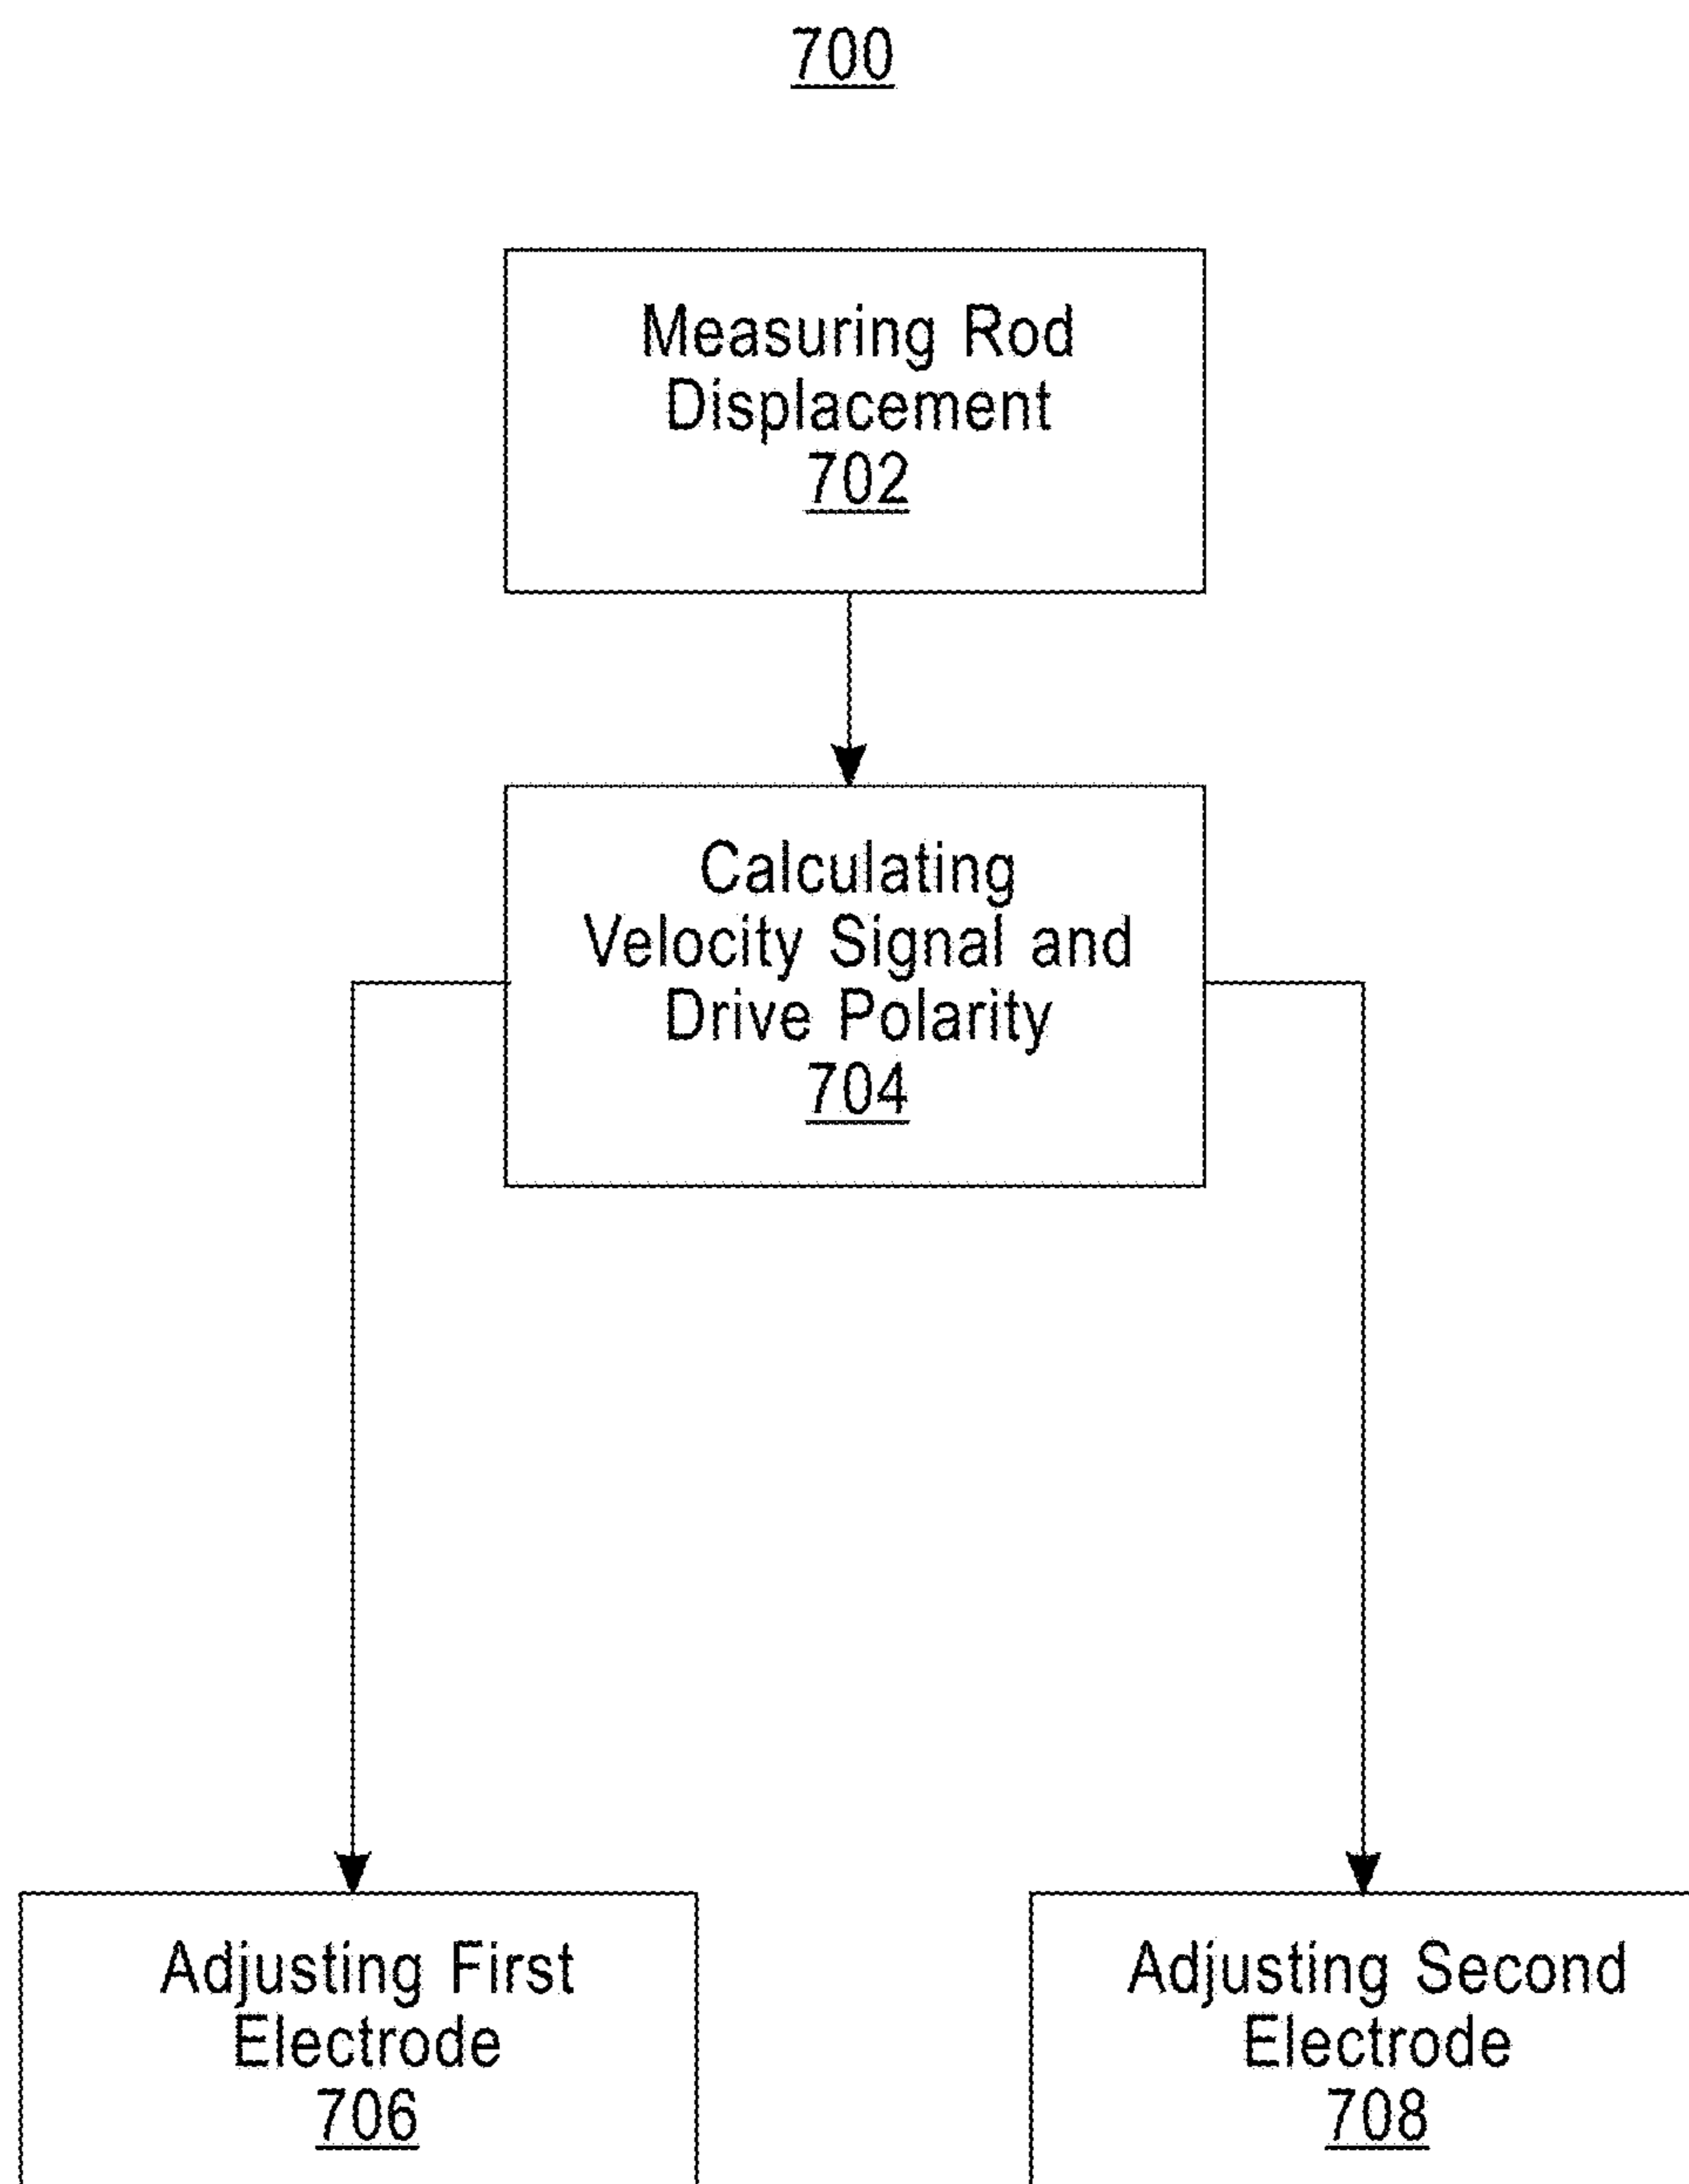 700
Measuring Rod
Displacement
702
Calculating
Velocity Signal and
Drive Polarity
704
Adjusting First
Electrode
706
Adjusting Second
Electrode
708